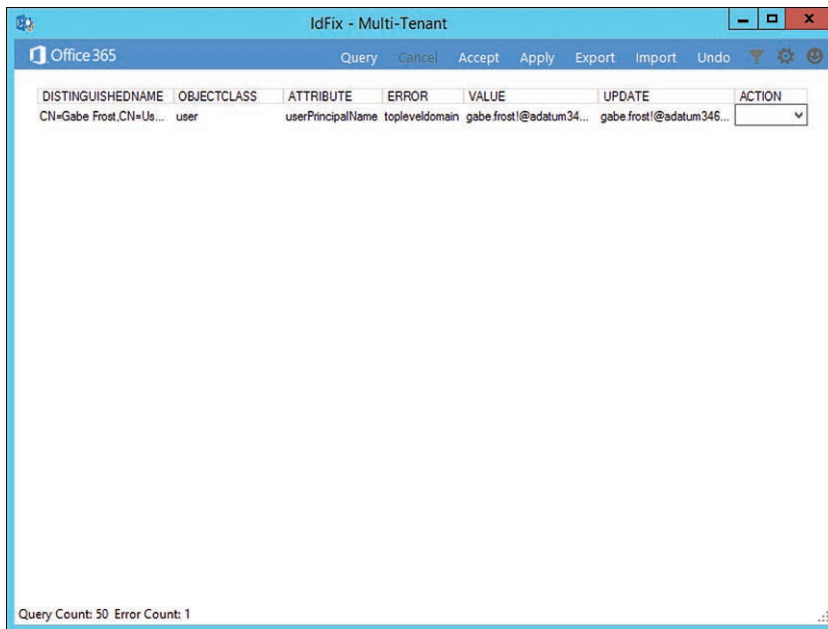 IdFix - Multi-Tenant
Office 365 Query Cancel Accept Apply Export Import Undo
DISTINGUISHEDNAME OBJECTCLASS ATTRIBUTE ERROR VALUE UPDATE ACTION
CN=Gabe Frost,CN=Us... user userPrincipalName topleveldomain gabe.frost!@adatum34... gabe.frost!@adatum346...
Query Count: 50 Error Count: 1